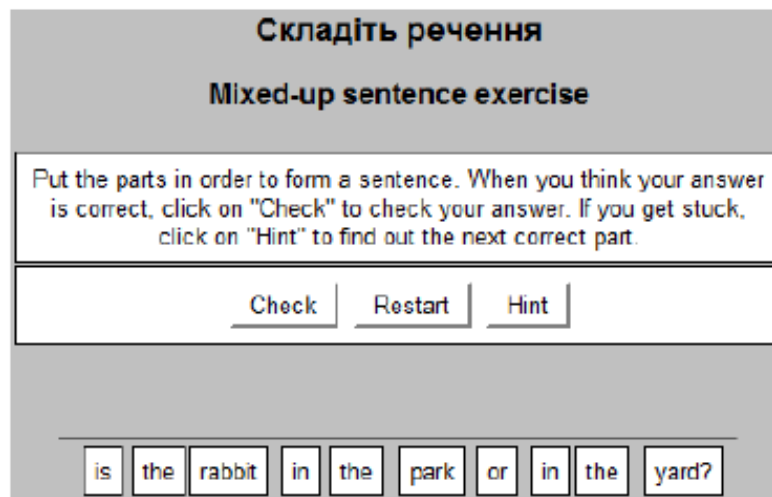 Складіть речення
Mixed-up sentence exercise
Put the parts in order to form a sentence. When you think your answer
is correct, click on "Check" to check your answer. If you get stuck,
click on "Hint" to find out the next correct part.
Check Restart Hint
is the rabbit in the park or in the yard?